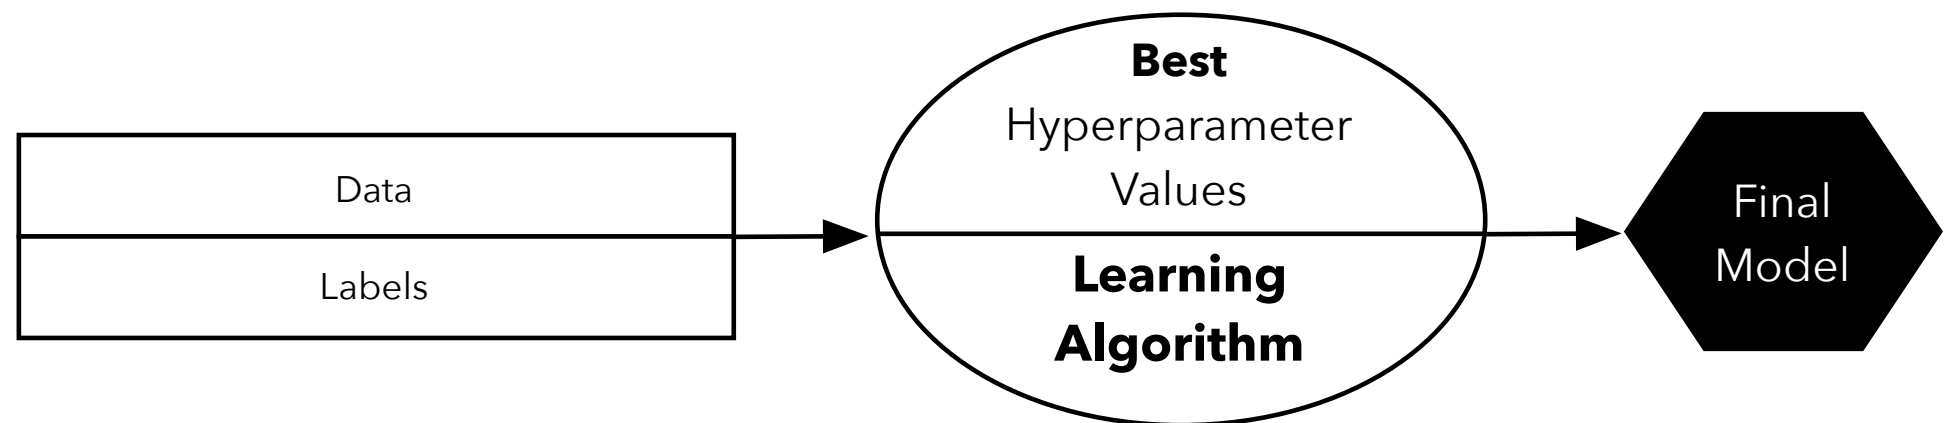 Data
Labels
Best
Hyperparameter
Values
Learning
Algorithm
Final
Model